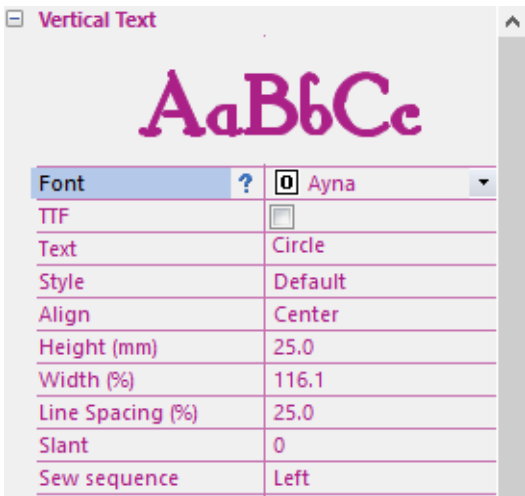 Vertical Text
AaBbCc
Font ? O Ayna
TTF
Text Circle
Style Default
Align Center
Height (mm) 25.0
Width (%) 116.1
Line Spacing (%) 25.0
Slant 0
Sew sequence Left